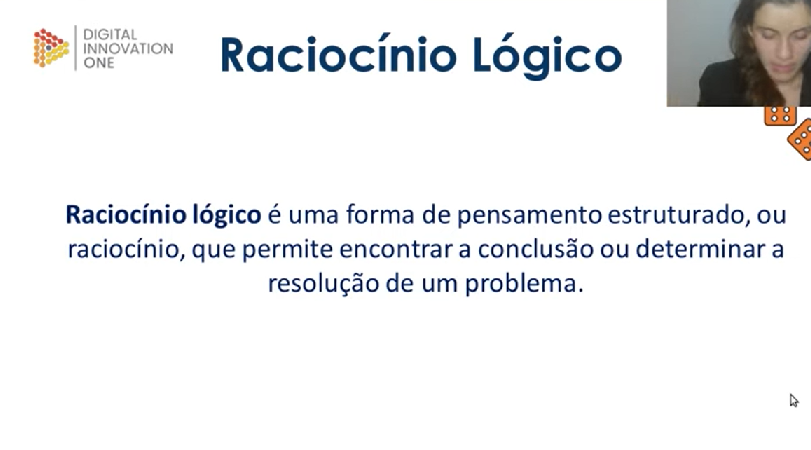 DIGITAL
INNOVATION
ONE
Raciocínio Lógico
Raciocínio lógico é uma forma de pensamento estruturado, ou
raciocínio, que permite encontrar a conclusão ou determinar a
resolução de um problema.